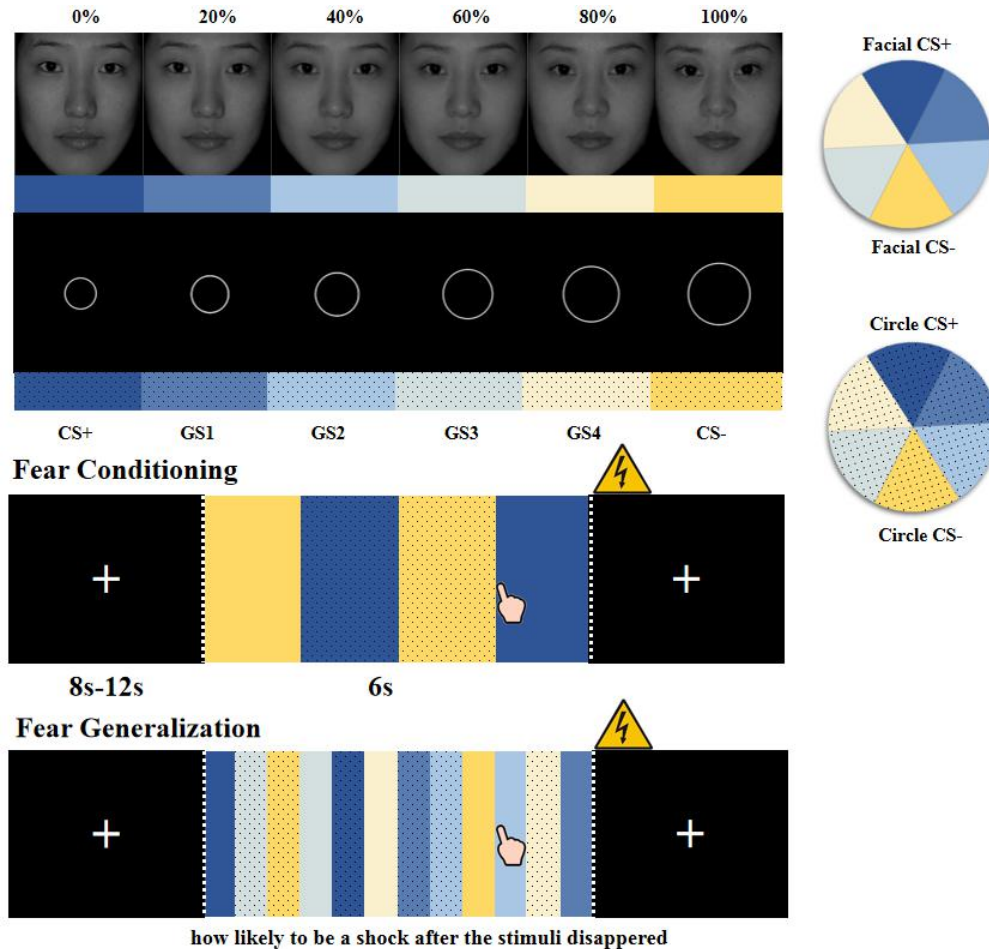 0% 20% 40% 60% 80% 100%
Facial CS+
Facial CS-
Circle CS+
Circle CS-
CS+ GS1 GS2 GS3 GS4 CS-
Fear Conditioning
8s-12s 6s
Fear Generalization
how likely to be a shock after the stimuli disappered